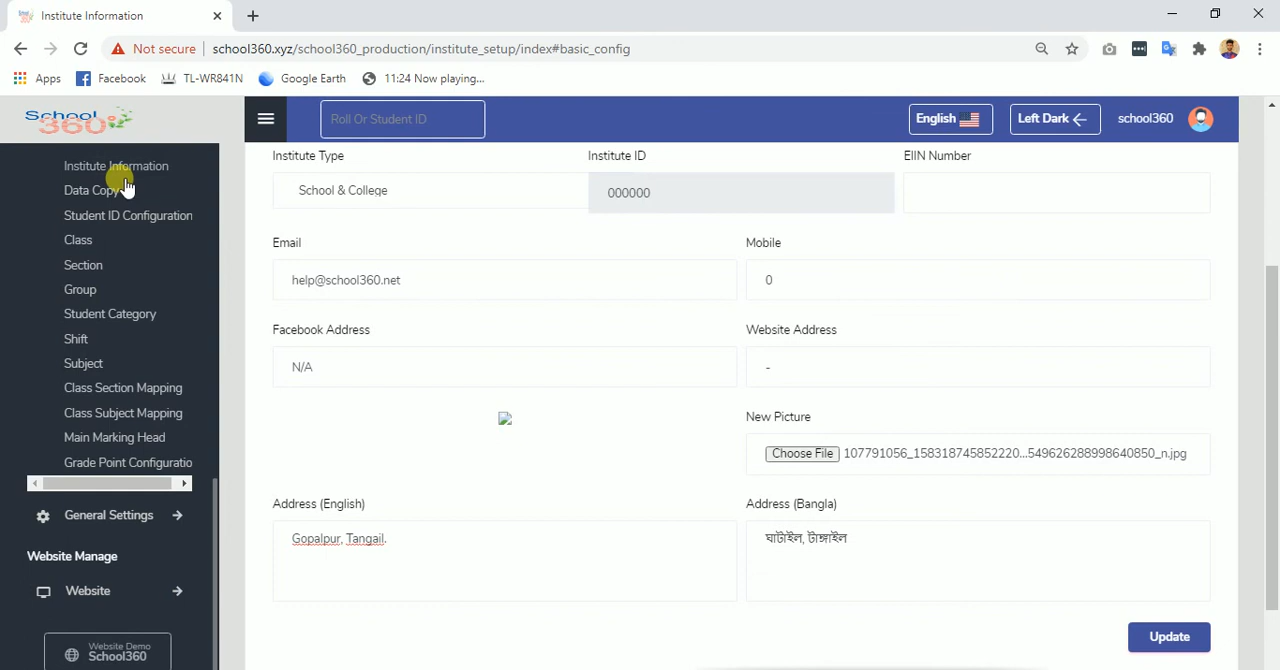 Institute Information
Not secure
school360.xyz/school360_production/institute_setup/index#basic_config
Apps
Facebook
TL-WR841N
Google Earth
11:24 Now playing...
School 360
Roll Or Student ID
English
Left Dark
school360
Institute Information
Data Copy
Student ID Configuration
Class
Section
Group
Student Category
Shift
Subject
Class Section Mapping
Class Subject Mapping
Main Marking Head
Grade Point Configuratio
General Settings
Website Manage
Website
Website Demo
School360
Institute Type
Institute ID
EIIN Number
School & College
000000
Email
Mobile
help@school360.net
0
Facebook Address
Website Address
N/A
-
New Picture
Choose File 107791056_158318745852220...549626288998640850_n.jpg
Address (English)
Address (Bangla)
Gopalpur, Tangail.
ঘাটাইল, টাঙ্গাইল
Update